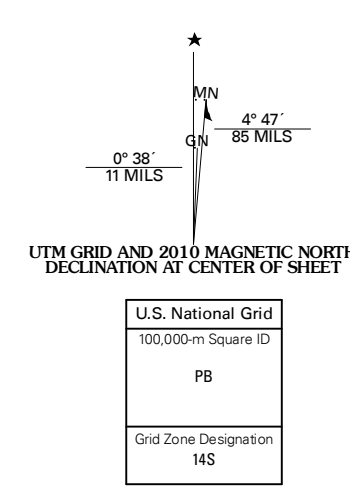 ★
MN
4° 47´
85 MILS
GN
0° 38´
11 MILS
UTM GRID AND 2010 MAGNETIC NORTH
DECLINATION AT CENTER OF SHEET
U.S. National Grid
100,000-m Square ID
PB
Grid Zone Designation
14S